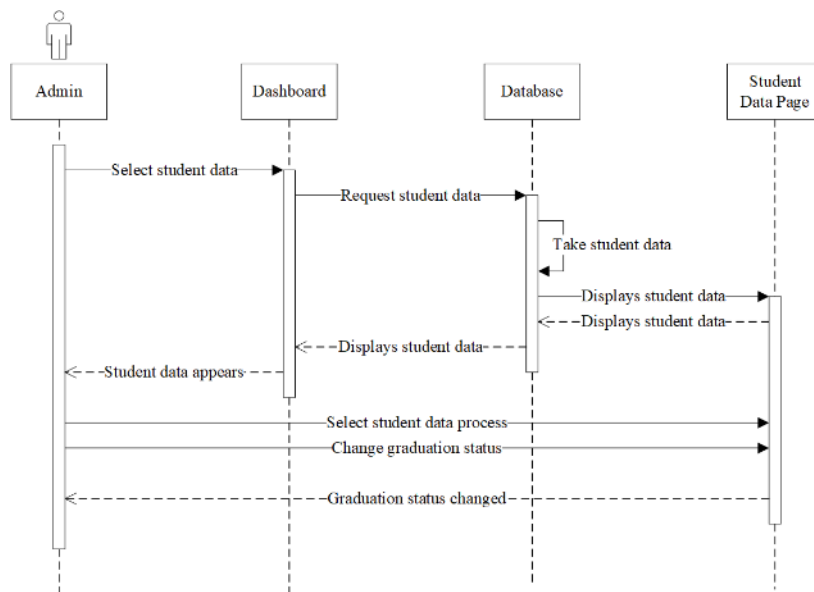 Admin
Dashboard
Database
Student
Data Page
Select student data
Request student data
Take student data
Displays student data
Displays student data
Displays student data
Student data appears
Select student data process
Change graduation status
Graduation status changed